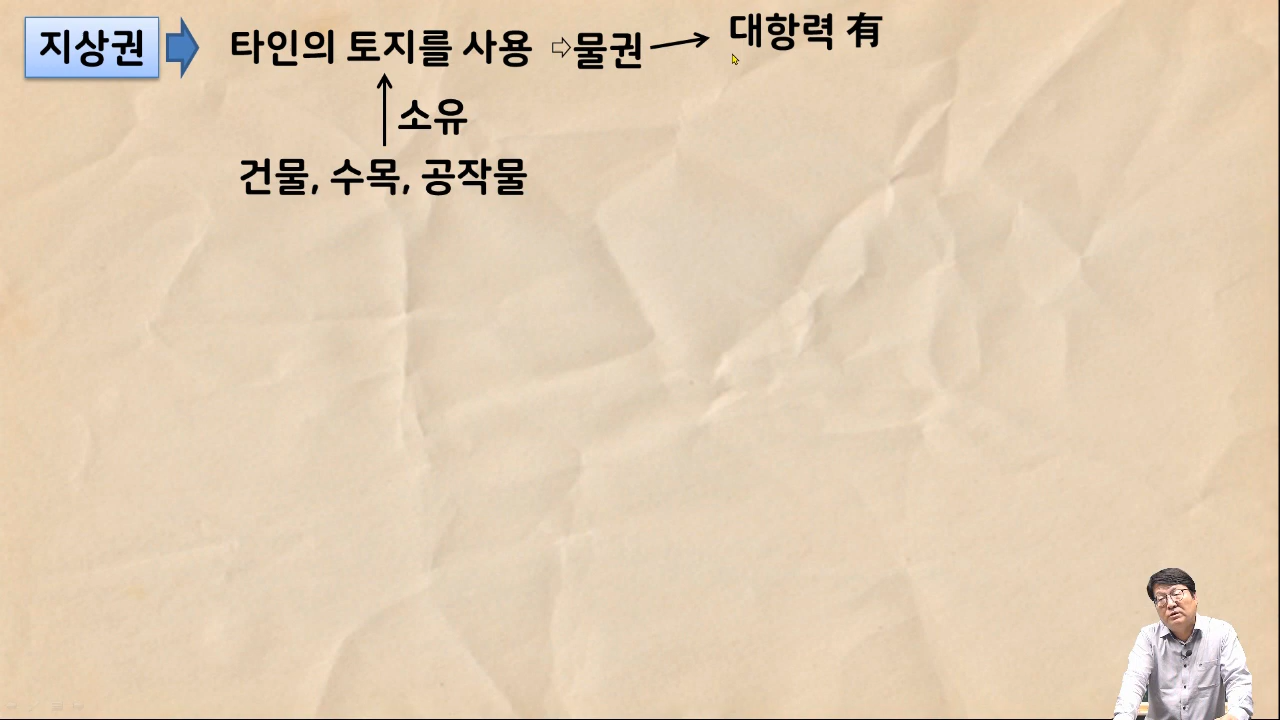 지상권 타인의 토지를 사용 ⇨물권 대항력 有
소유
건물, 수목, 공작물